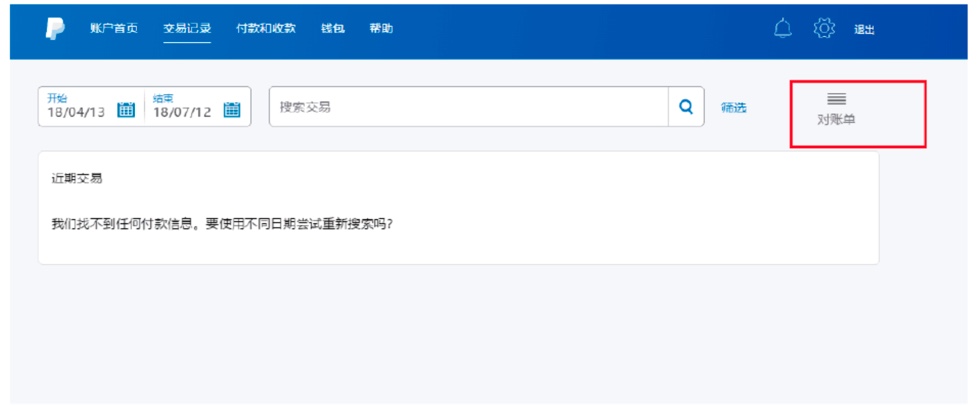 账户首页 交易记录 付款和收款 钱包 帮助 退出
开始 结束
18/04/13 18/07/12 搜索交易 筛选 对账单
近期交易
我们找不到任何付款信息。要使用不同日期尝试重新搜索吗?